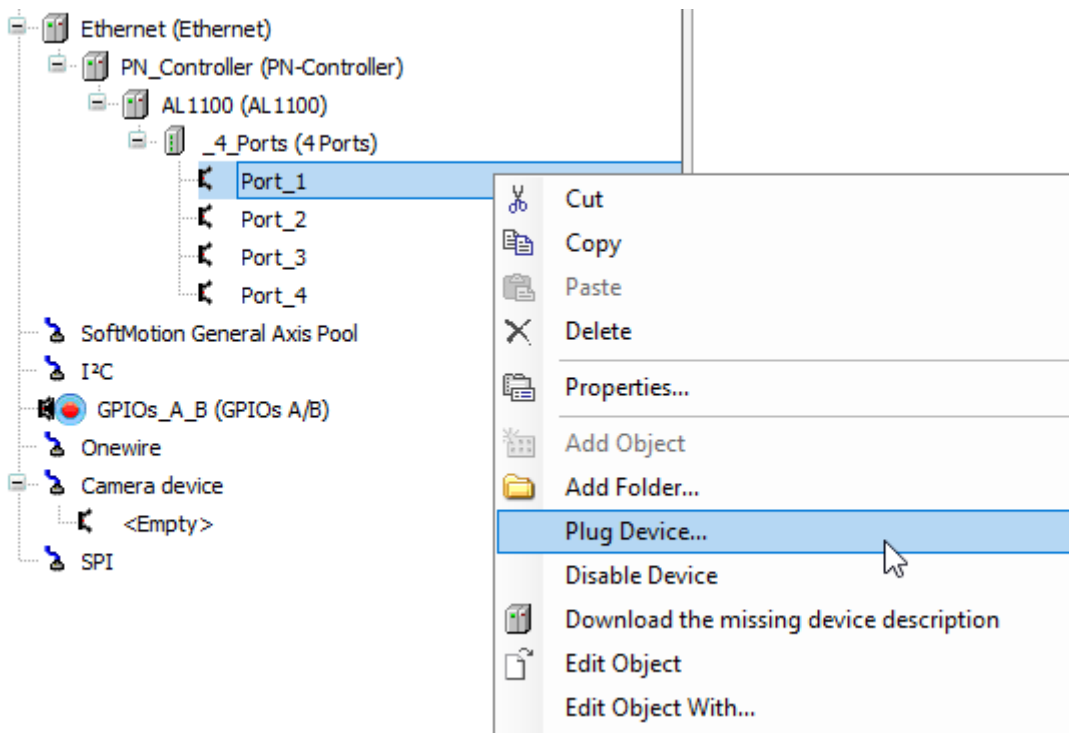 Ethernet (Ethernet)
PN_Controller (PN-Controller)
AL1100 (AL1100)
_4_Ports (4 Ports)
Port_1
Port_2
Port_3
Port_4
SoftMotion General Axis Pool
I²C
GPIOs_A_B (GPIOs A/B)
Onewire
Camera device
<Empty>
SPI
Cut
Copy
Paste
Delete
Properties...
Add Object
Add Folder...
Plug Device...
Disable Device
Download the missing device description
Edit Object
Edit Object With...